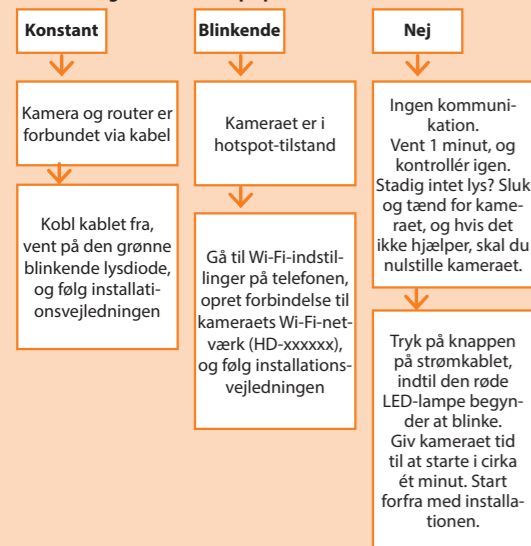 Konstant
Kamera og router er
forbundet via kabel
Kobl kablet fra,
vent på den grønne
blinkende lysdiode,
og følg installati-
onsvejledningen
Blinkende
Kameraet er i
hotspot-tilstand
Gå til Wi-Fi-indstil-
linger på telefonen,
opret forbindelse til
kameraets Wi-Fi-net-
værk (HD-xxxxxx),
og følg installations-
vejledningen
Nej
Ingen kommuni-
kation.
Vent 1 minut, og
kontrollér igen.
Stadig intet lys? Sluk
og tænd for kame-
raet, og hvis det
ikke hjælper, skal du
nulstille kameraet.
Tryk på knappen
på strømkablet,
indtil den røde
LED-lampe begyn-
der at blinke.
Giv kameraet tid
til at starte i cirka
ét minut. Start
forfra med installa-
tionen.